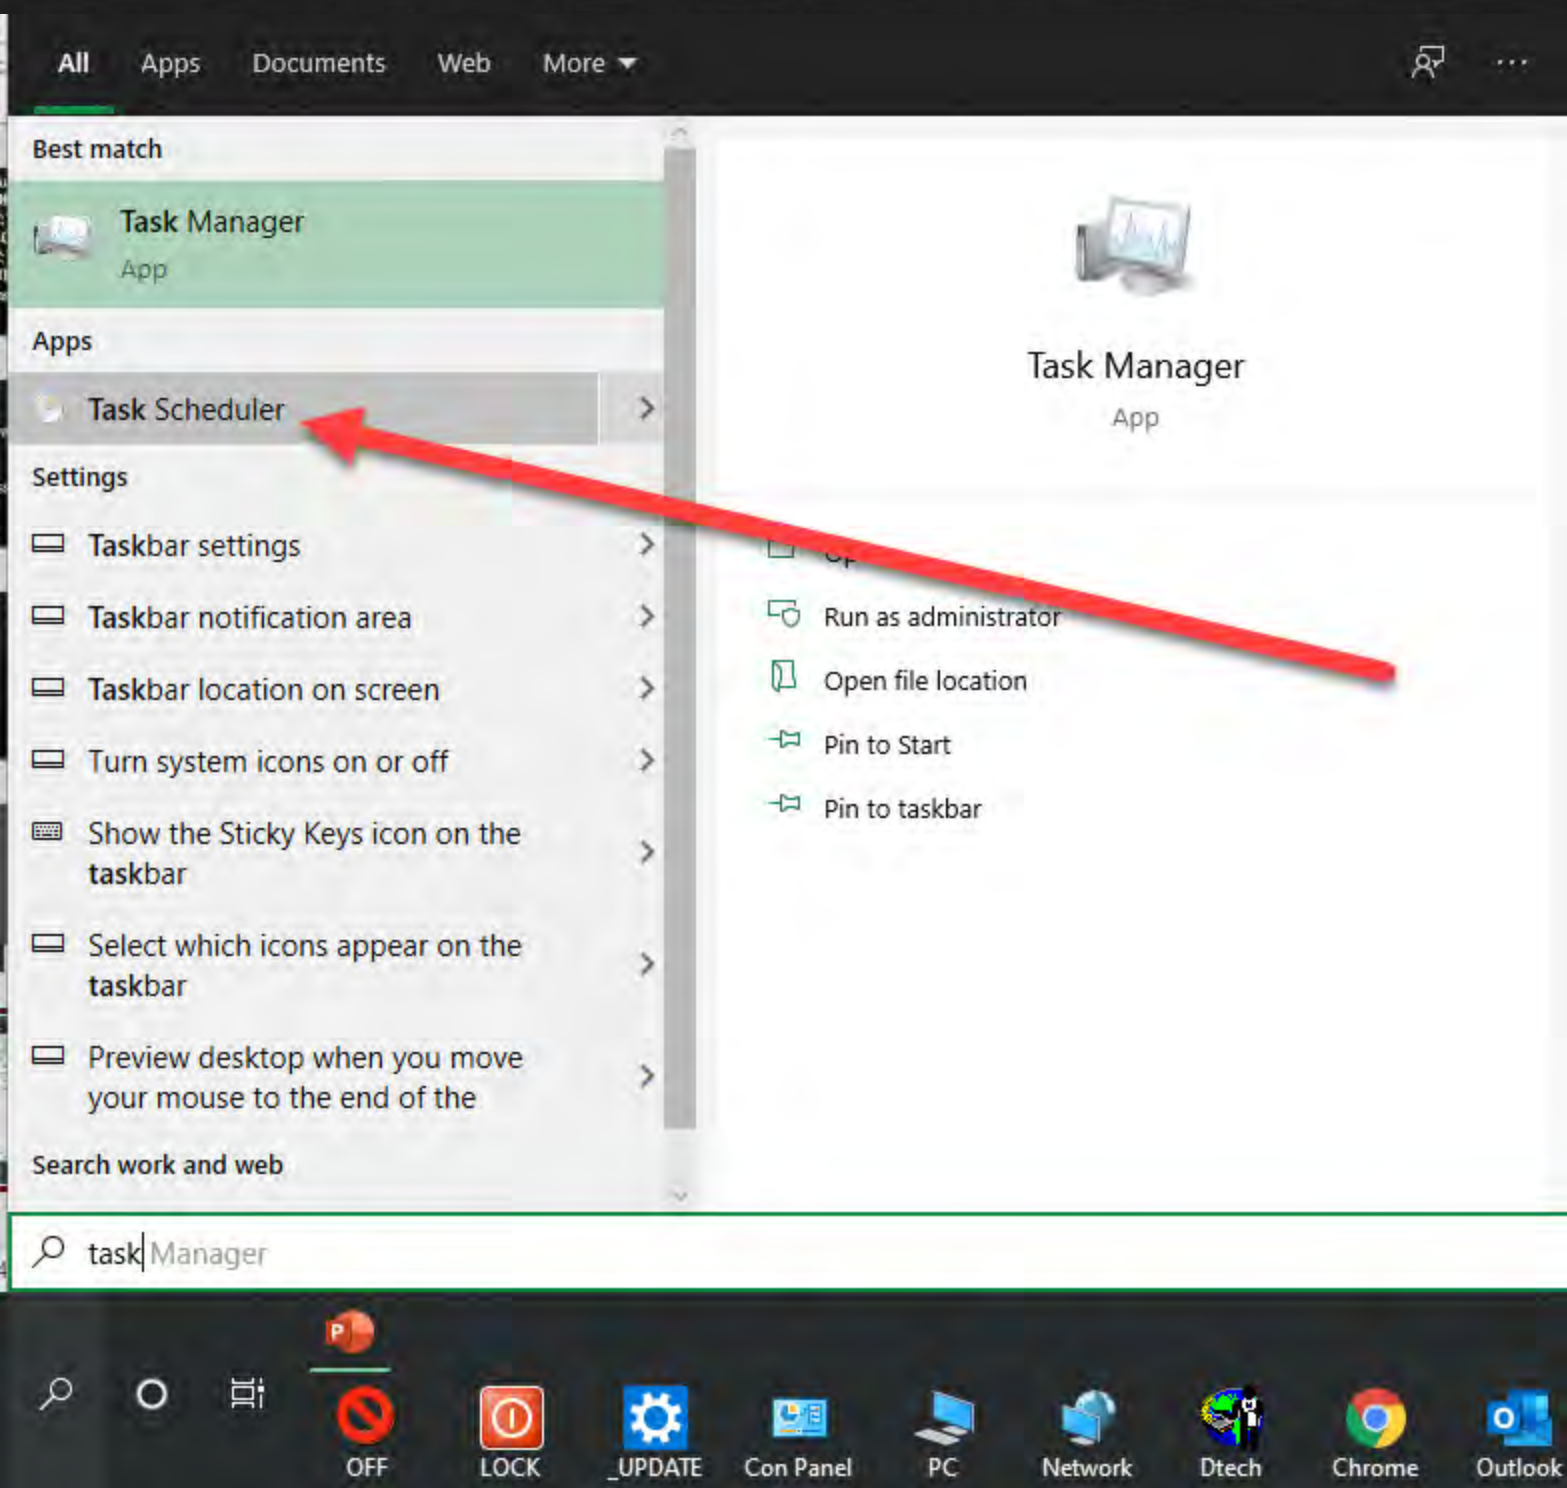 All Apps Documents Web More
Best match
Task Manager
App
Apps
Task Scheduler
Settings
Taskbar settings
Taskbar notification area
Taskbar location on screen
Turn system icons on or off
Show the Sticky Keys icon on the
taskbar
Select which icons appear on the
taskbar
Preview desktop when you move
your mouse to the end of the
Search work and web
Task Manager
App
Run as administrator
Open file location
Pin to Start
Pin to taskbar
task Manager
P
OFF LOCK _UPDATE Con Panel PC Network Dtech Chrome Outlook